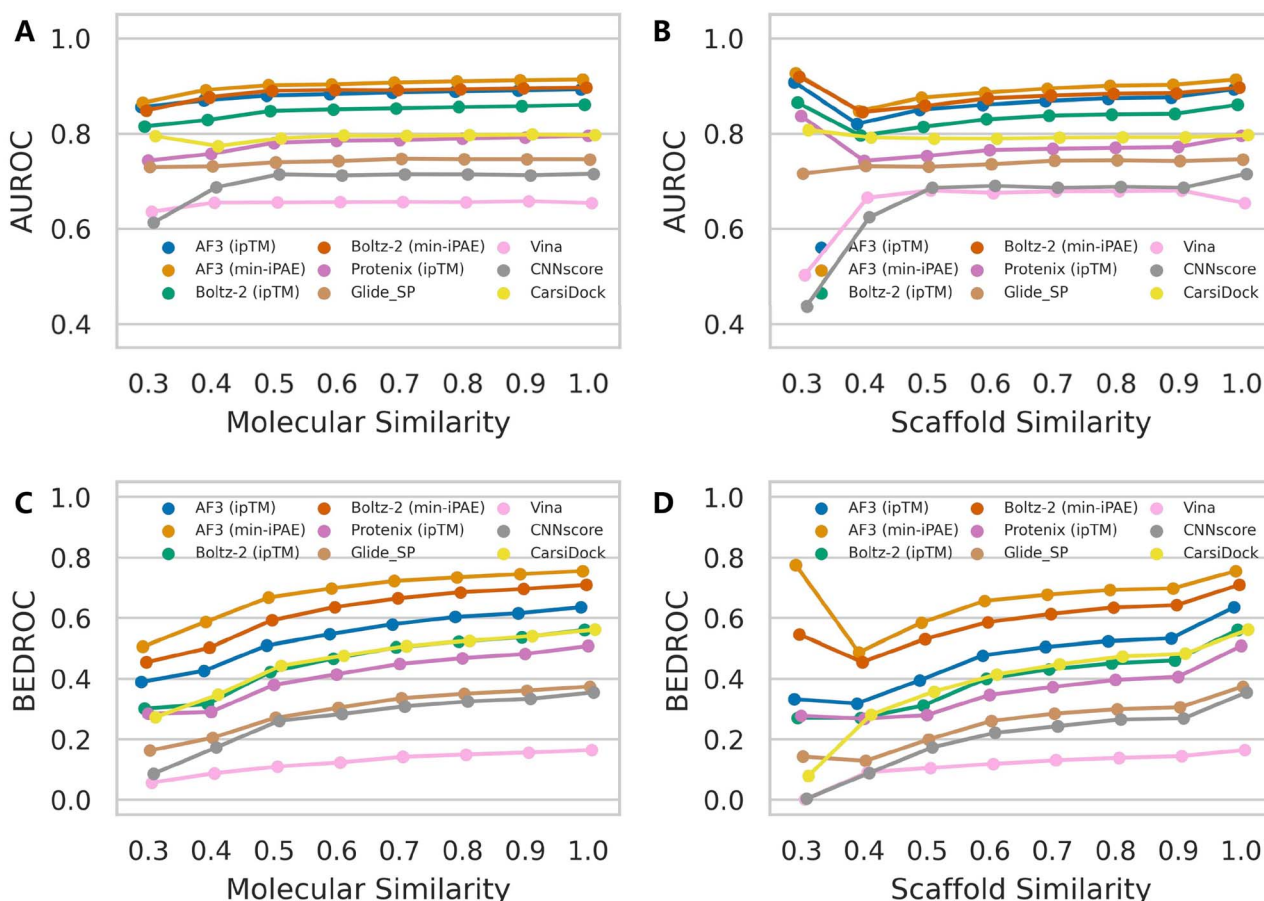 A
AUROC
1.0
0.8
0.6
0.4
AF3 (ipTM)
AF3 (min-iPAE)
Boltz-2 (ipTM)
Boltz-2 (min-iPAE)
Protenix (ipTM)
Glide_SP
Vina
CNNscore
CarsiDock
0.3 0.4 0.5 0.6 0.7 0.8 0.9 1.0
Molecular Similarity
B
AUROC
1.0
0.8
0.6
0.4
AF3 (ipTM)
AF3 (min-iPAE)
Boltz-2 (ipTM)
Boltz-2 (min-iPAE)
Protenix (ipTM)
Glide_SP
Vina
CNNscore
CarsiDock
0.3 0.4 0.5 0.6 0.7 0.8 0.9 1.0
Scaffold Similarity
C
BEDROC
1.0
0.8
0.6
0.4
0.2
0.0
AF3 (ipTM)
AF3 (min-iPAE)
Boltz-2 (ipTM)
Boltz-2 (min-iPAE)
Protenix (ipTM)
Glide_SP
Vina
CNNscore
CarsiDock
0.3 0.4 0.5 0.6 0.7 0.8 0.9 1.0
Molecular Similarity
D
BEDROC
1.0
0.8
0.6
0.4
0.2
0.0
AF3 (ipTM)
AF3 (min-iPAE)
Boltz-2 (ipTM)
Boltz-2 (min-iPAE)
Protenix (ipTM)
Glide_SP
Vina
CNNscore
CarsiDock
0.3 0.4 0.5 0.6 0.7 0.8 0.9 1.0
Scaffold Similarity